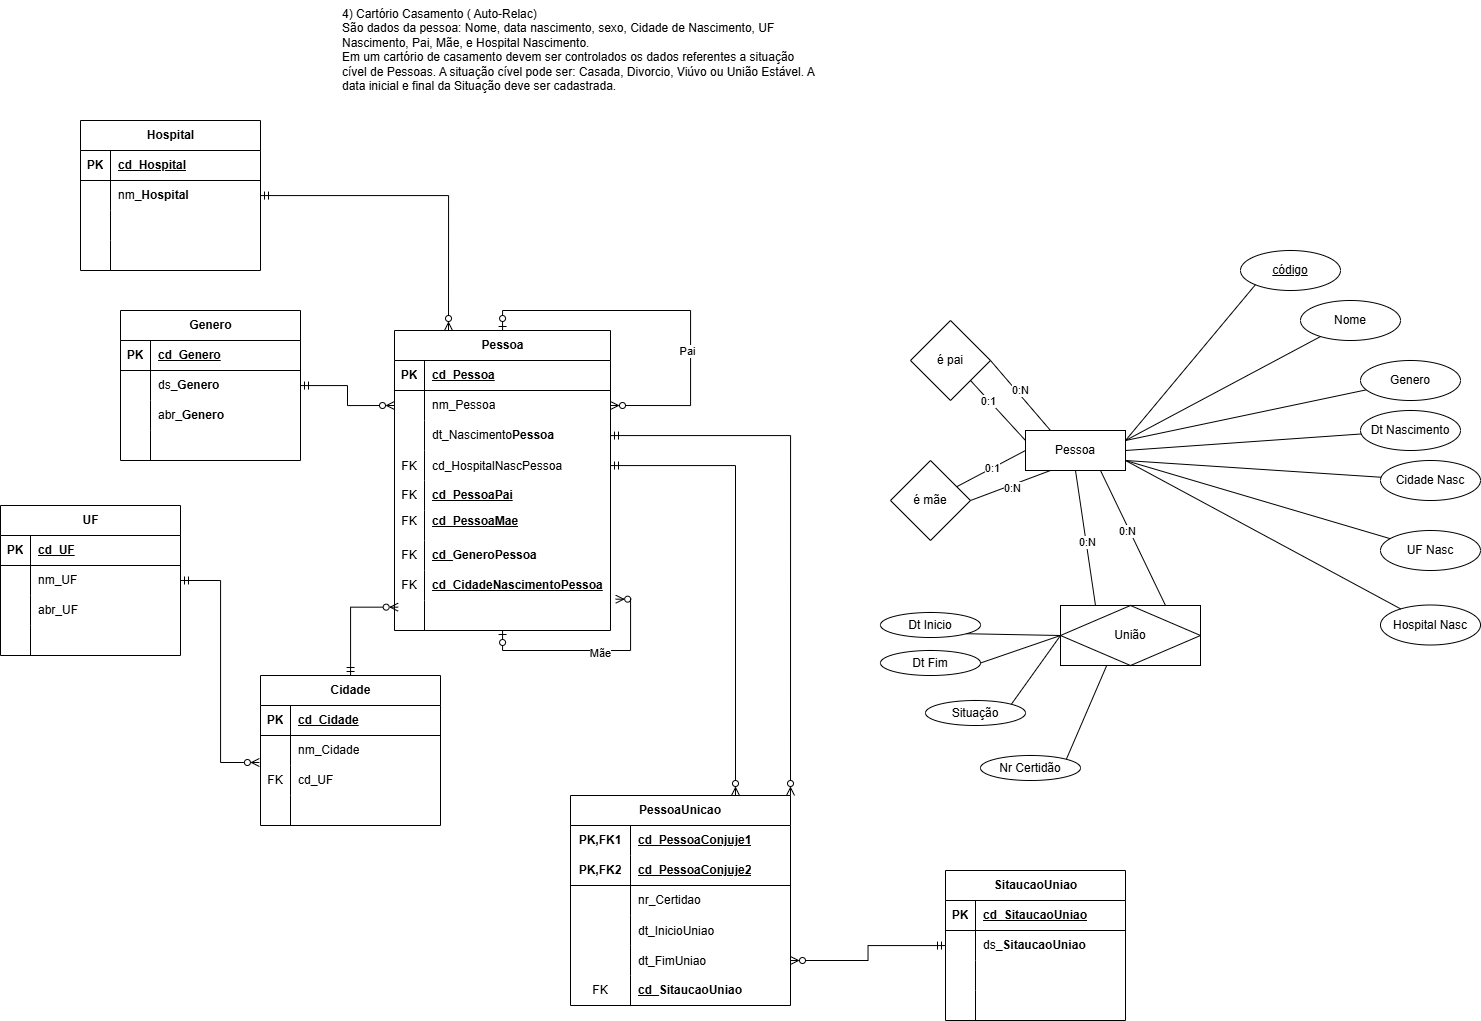 4) Cartório Casamento ( Auto-Relac)
São dados da pessoa: Nome, data nascimento, sexo, Cidade de Nascimento, UF
Nascimento, Pai, Mãe, e Hospital Nascimento.
Em um cartório de casamento devem ser controlados os dados referentes a situação
cível de Pessoas. A situação cível pode ser: Casada, Divorcio, Viúvo ou União Estável. A
data inicial e final da Situação deve ser cadastrada.
Hospital
PK cd_Hospital
nm_Hospital
Genero
PK cd_Genero
ds_Genero
abr_Genero
UF
PK cd_UF
nm_UF
abr_UF
Pessoa
PK cd_Pessoa
nm_Pessoa
dt_NascimentoPessoa
FK cd_HospitalNascPessoa
FK cd_PessoaPai
FK cd_PessoaMae
FK cd_GeneroPessoa
FK cd_CidadeNascimentoPessoa
Pai
Mãe
Cidade
PK cd_Cidade
nm_Cidade
FK cd_UF
PessoaUnicao
PK,FK1 cd_PessoaConjuje1
PK,FK2 cd_PessoaConjuje2
nr_Certidao
dt_InicioUniao
dt_FimUniao
FK cd_SitaucaoUniao
SitaucaoUniao
PK cd_SitaucaoUniao
ds_SitaucaoUniao
código
Nome
Genero
Dt Nascimento
Cidade Nasc
UF Nasc
Hospital Nasc
Pessoa
é pai
0:N
0:1
é mãe
0:1
0:N
0:N
0:N
União
Dt Inicio
Dt Fim
Situação
Nr Certidão